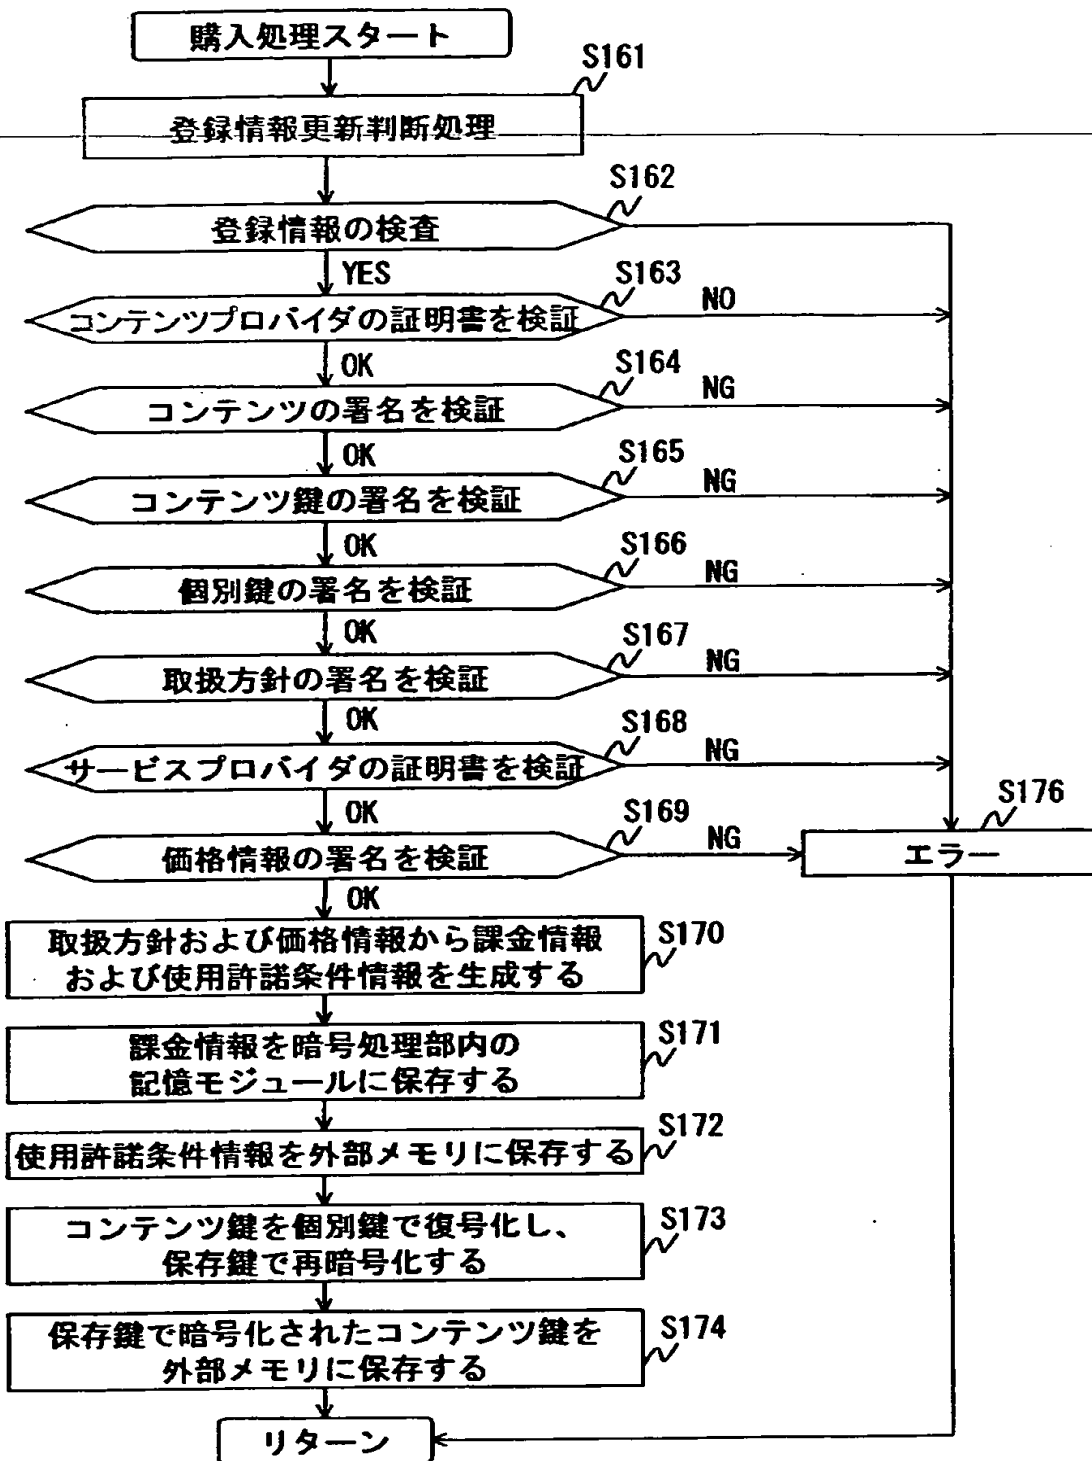 購入処理スタート
S161
登録情報更新判断処理
S162
登録情報の検査
YES
S163
コンテンツプロバイダの証明書を検証
NO
OK
S164
コンテンツの署名を検証
NG
OK
S165
コンテンツ鍵の署名を検証
NG
OK
S166
個別鍵の署名を検証
NG
OK
S167
取扱方針の署名を検証
NG
OK
S168
サービスプロバイダの証明書を検証
NG
OK
S169
価格情報の署名を検証
NG
S176
エラー
OK
S170
取扱方針および価格情報から課金情報
および使用許諾条件情報を生成する
S171
課金情報を暗号処理部内の
記憶モジュールに保存する
S172
使用許諾条件情報を外部メモリに保存する
S173
コンテンツ鍵を個別鍵で復号化し、
保存鍵で再暗号化する
S174
保存鍵で暗号化されたコンテンツ鍵を
外部メモリに保存する
リターン